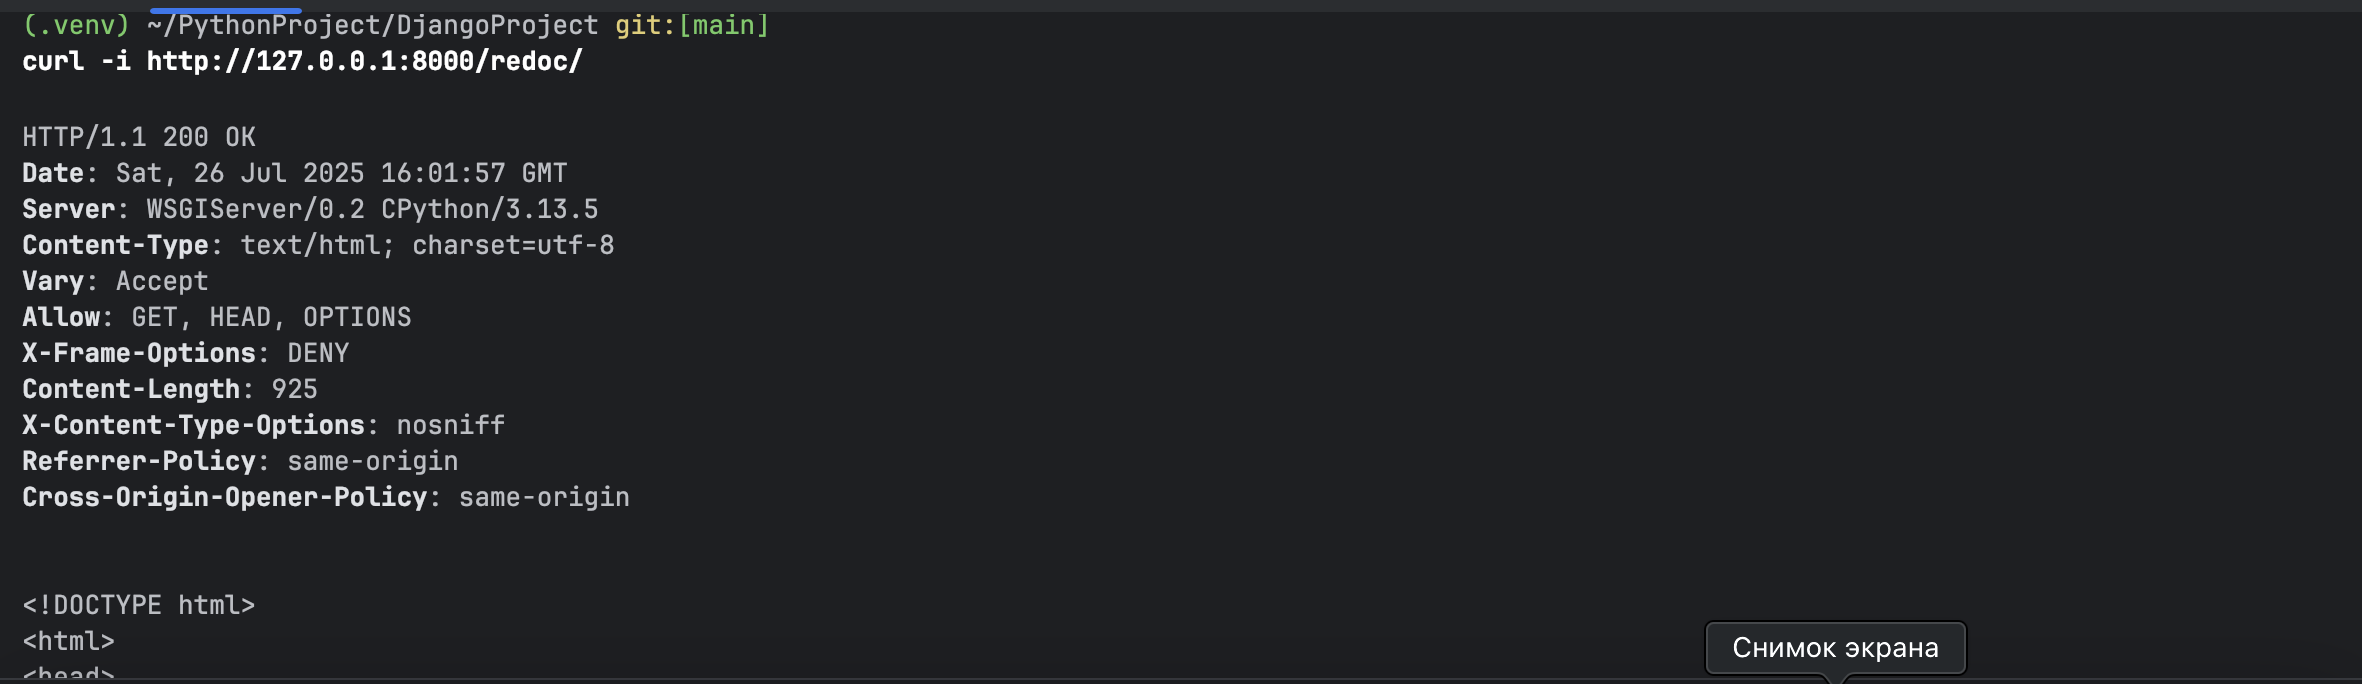 (.venv) ~/PythonProject/DjangoProject git:[main]
curl -i http://127.0.0.1:8000/redoc/
HTTP/1.1 200 OK
Date: Sat, 26 Jul 2025 16:01:57 GMT
Server: WSGIServer/0.2 CPython/3.13.5
Content-Type: text/html; charset=utf-8
Vary: Accept
Allow: GET, HEAD, OPTIONS
X-Frame-Options: DENY
Content-Length: 925
X-Content-Type-Options: nosniff
Referrer-Policy: same-origin
Cross-Origin-Opener-Policy: same-origin
<!DOCTYPE html>
<html>
<head>
Снимок экрана